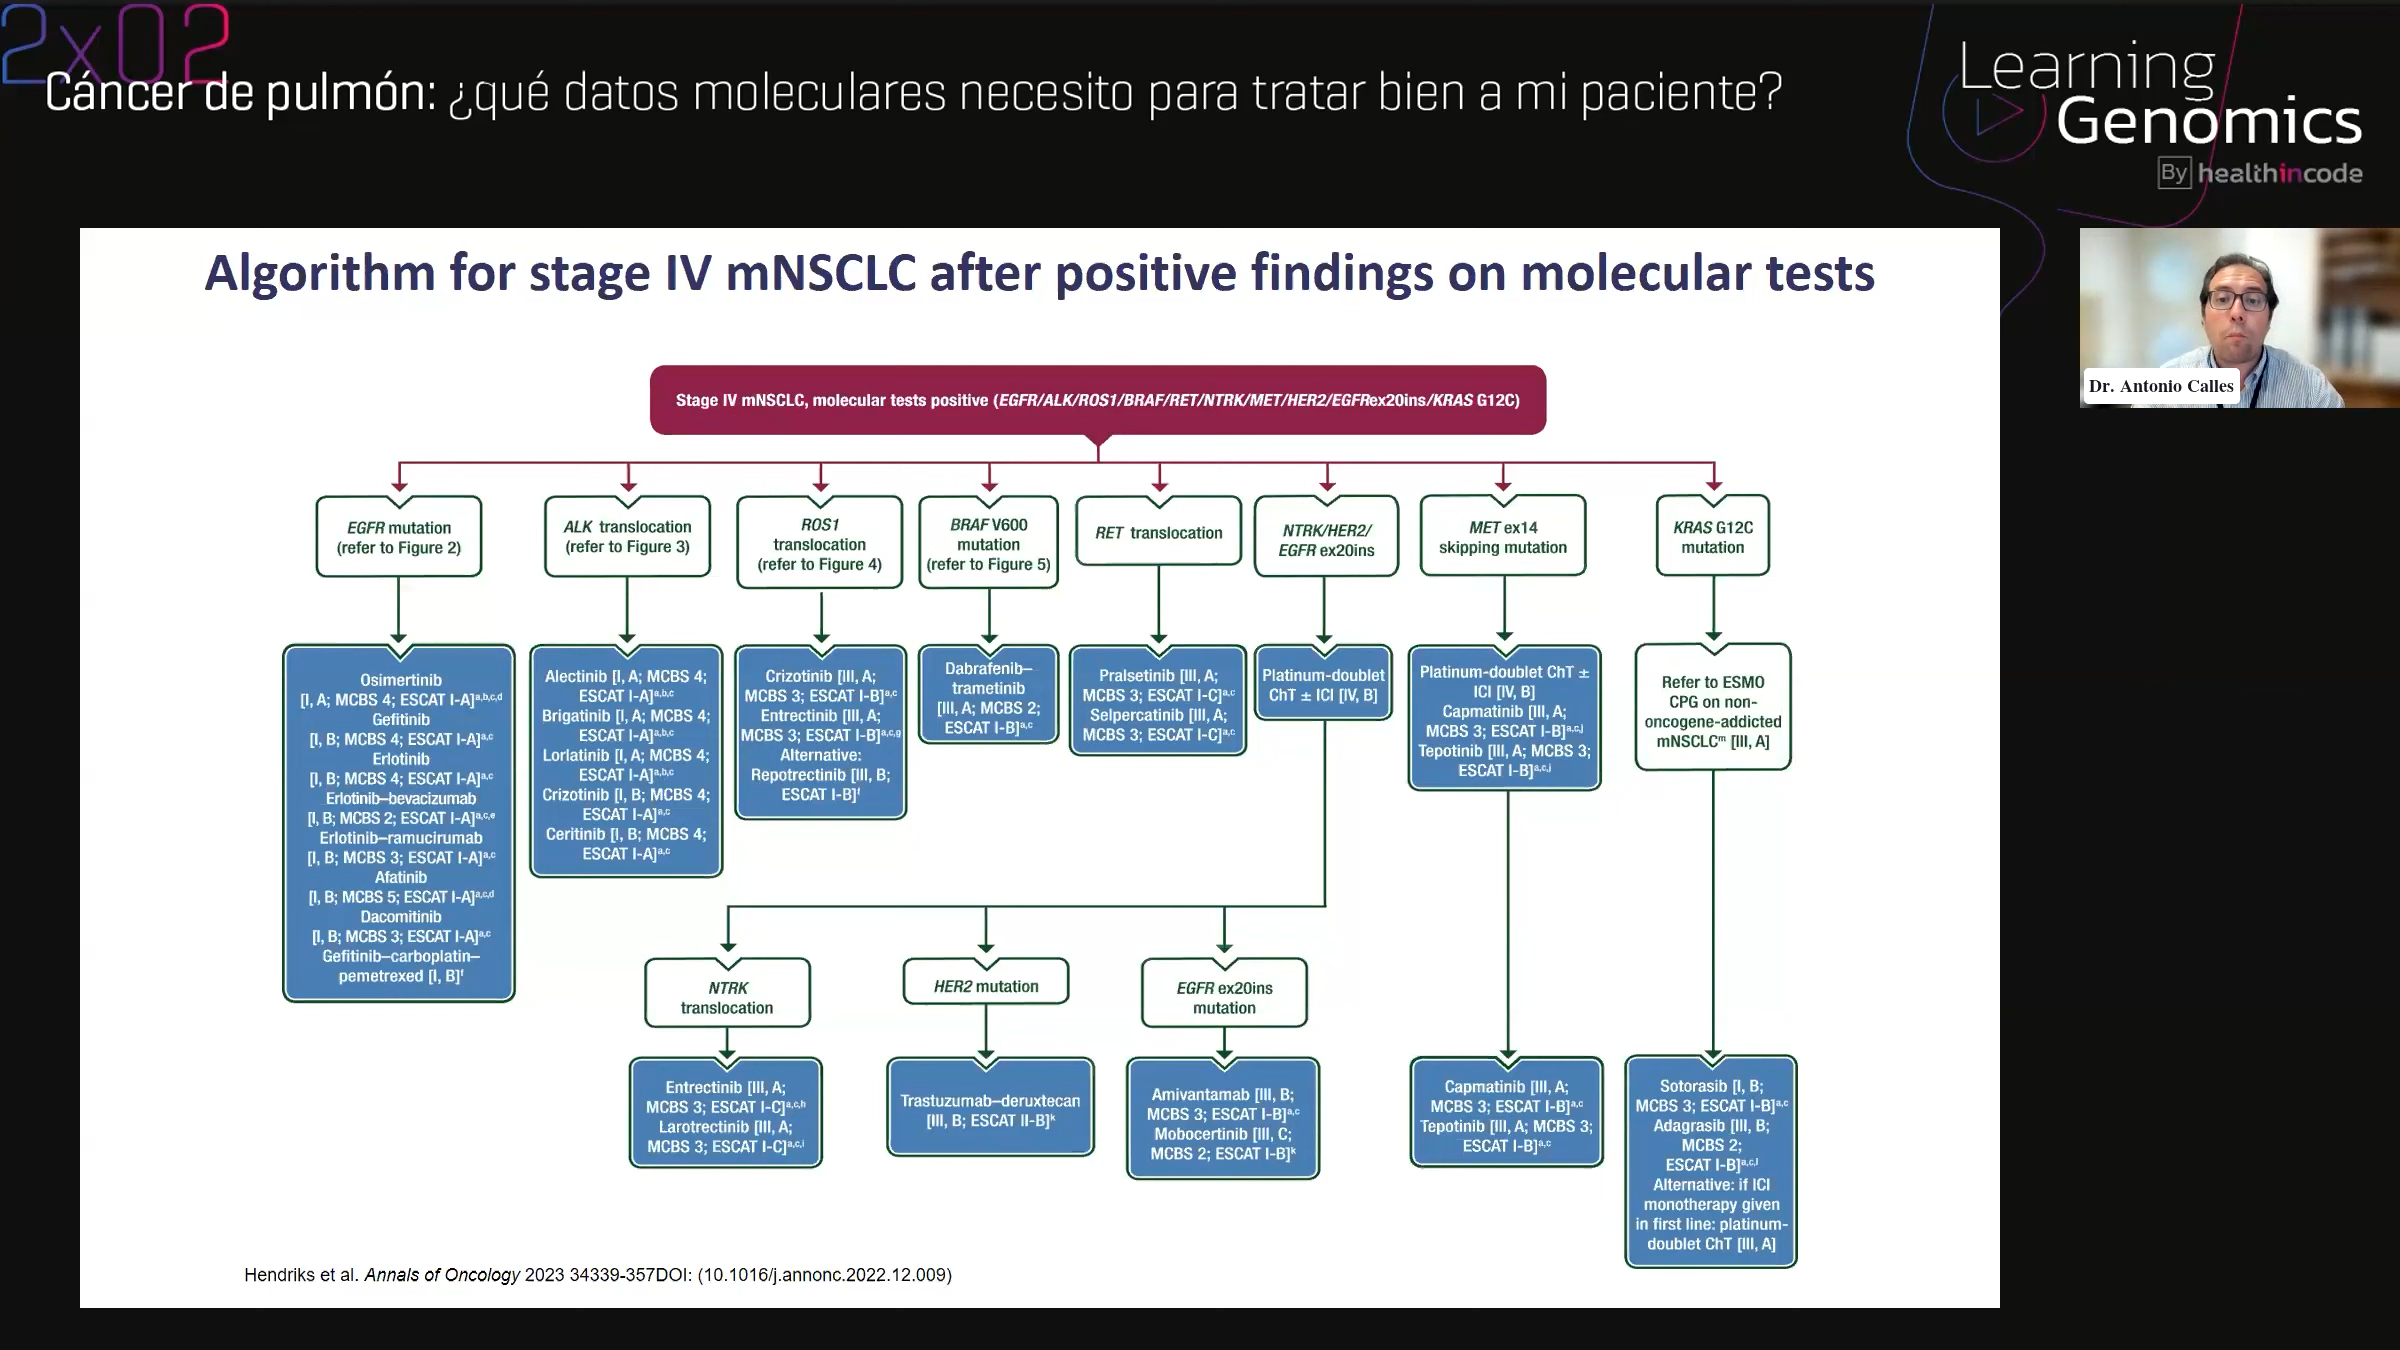 2x02
Cáncer de pulmón: ¿qué datos moleculares necesito para tratar bien a mi paciente?
Learning
Genomics
By healthincode
Dr. Antonio Calles
Algorithm for stage IV mNSCLC after positive findings on molecular tests
Stage IV mNSCLC, molecular tests positive (EGFR/ALK/ROS1/BRAF/RET/NTRK/MET/HER2/EGFRex20ins/KRAS G12C)
EGFR mutation
(refer to Figure 2)
ALK translocation
(refer to Figure 3)
ROS1
translocation
(refer to Figure 4)
BRAF V600
mutation
(refer to Figure 5)
RET translocation
NTRK/HER2/
EGFR ex20ins
MET ex14
skipping mutation
KRAS G12C
mutation
Osimertinib
[I, A; MCBS 4; ESCAT I-A]a,b,c,d
Gefitinib
[I, B; MCBS 4; ESCAT I-A]a,c
Erlotinib
[I, B; MCBS 4; ESCAT I-A]a,c
Erlotinib–bevacizumab
[I, B; MCBS 2; ESCAT I-A]a,c,e
Erlotinib–ramucirumab
[I, B; MCBS 3; ESCAT I-A]a,c
Afatinib
[I, B; MCBS 5; ESCAT I-A]a,c,d
Dacomitinib
[I, B; MCBS 3; ESCAT I-A]a,c
Gefitinib–carboplatin–
pemetrexed [I, B]f
Alectinib [I, A; MCBS 4;
ESCAT I-A]a,b,c
Brigatinib [I, A; MCBS 4;
ESCAT I-A]a,b,c
Lorlatinib [I, A; MCBS 4;
ESCAT I-A]a,b,c
Crizotinib [I, B; MCBS 4;
ESCAT I-A]a,c
Ceritinib [I, B; MCBS 4;
ESCAT I-A]a,c
Crizotinib [III, A;
MCBS 3; ESCAT I-B]a,c
Entrectinib [III, A;
MCBS 3; ESCAT I-B]a,c,g
Alternative:
Repotrectinib [III, B;
ESCAT I-B]f
Dabrafenib–
trametinib
[III, A; MCBS 2;
ESCAT I-B]a,c
Pralsetinib [III, A;
MCBS 3; ESCAT I-C]a,c
Selpercatinib [III, A;
MCBS 3; ESCAT I-C]a,c
Platinum-doublet
ChT ± ICI [IV, B]
Platinum-doublet ChT ±
ICI [IV, B]
Capmatinib [III, A;
MCBS 3; ESCAT I-B]a,c,j
Tepotinib [III, A; MCBS 3;
ESCAT I-B]a,c,j
Refer to ESMO
CPG on non-
oncogene-addicted
mNSCLCm [III, A]
NTRK
translocation
HER2 mutation
EGFR ex20ins
mutation
Entrectinib [III, A;
MCBS 3; ESCAT I-C]a,c,h
Larotrectinib [III, A;
MCBS 3; ESCAT I-C]a,c,i
Trastuzumab–deruxtecan
[III, B; ESCAT II-B]k
Amivantamab [III, B;
MCBS 3; ESCAT I-B]a,c
Mobocertinib [III, C;
MCBS 2; ESCAT I-B]k
Capmatinib [III, A;
MCBS 3; ESCAT I-B]a,c
Tepotinib [III, A; MCBS 3;
ESCAT I-B]a,c
Sotorasib [I, B;
MCBS 3; ESCAT I-B]a,c
Adagrasib [III, B;
MCBS 2;
ESCAT I-B]a,c,l
Alternative: if ICI
monotherapy given
in first line: platinum-
doublet ChT [III, A]
Hendriks et al. Annals of Oncology 2023 34339-357DOI: (10.1016/j.annonc.2022.12.009)